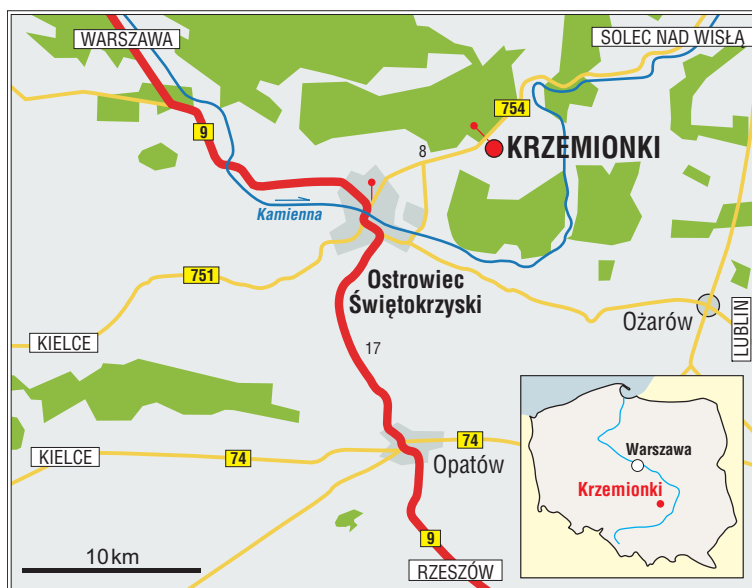 WARSZAWA
SOLEC NAD WISŁĄ
754
9
8
KRZEMIONKI
Kamienna
751
Ostrowiec
Świętokrzyski
Ożarów
LUBLIN
KIELCE
17
KIELCE
74
74
Opatów
Warszawa
Krzemionki
9
10 km
RZESZÓW